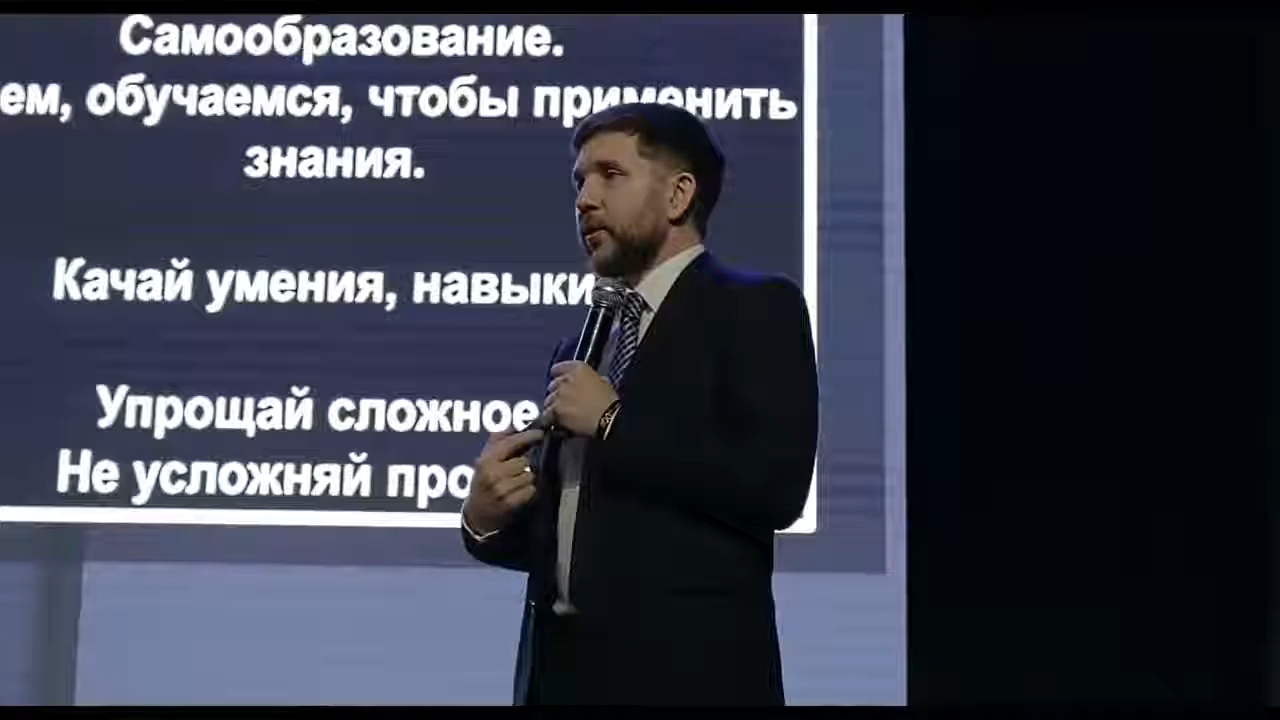 Самообразование.
ем, обучаемся, чтобы применить
знания.
Качай умения, навыки
Упрощай сложное
Не усложняй про